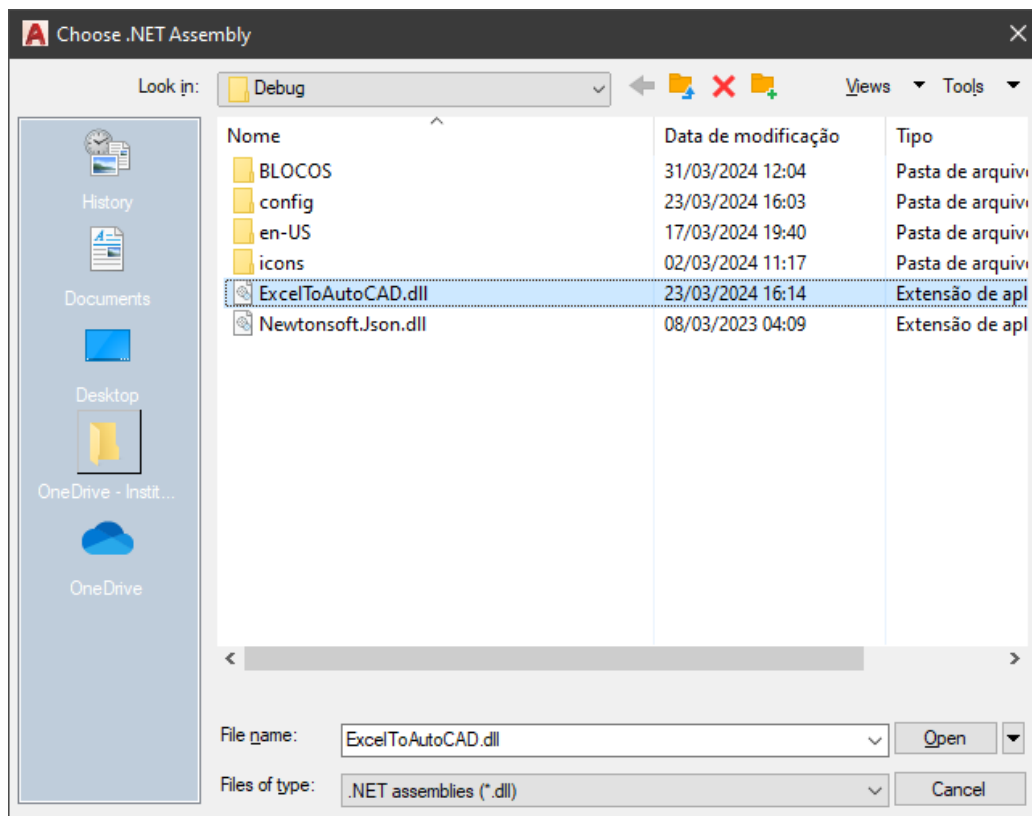 Choose .NET Assembly
Look in:
Debug
Views
Tools
Nome
Data de modificação
Tipo
BLOCOS
31/03/2024 12:04
Pasta de arquiv
config
23/03/2024 16:03
Pasta de arquiv
en-US
17/03/2024 19:40
Pasta de arquiv
icons
02/03/2024 11:17
Pasta de arquiv
ExcelToAutoCAD.dll
23/03/2024 16:14
Extensão de apl
Newtonsoft.Json.dll
08/03/2023 04:09
Extensão de apl
History
Documents
Desktop
OneDrive - Instit...
OneDrive
File name:
ExcelToAutoCAD.dll
Open
Files of type:
.NET assemblies (*.dll)
Cancel